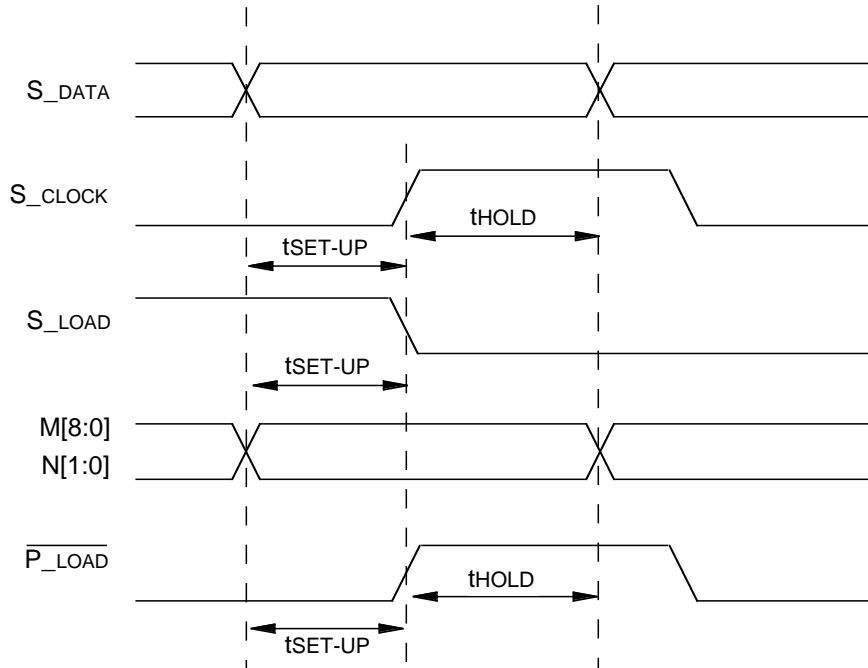 S_DATA
S_CLOCK
tHOLD
tSET-UP
S_LOAD
tSET-UP
M[8:0]
N[1:0]
P_LOAD
tHOLD
tSET-UP